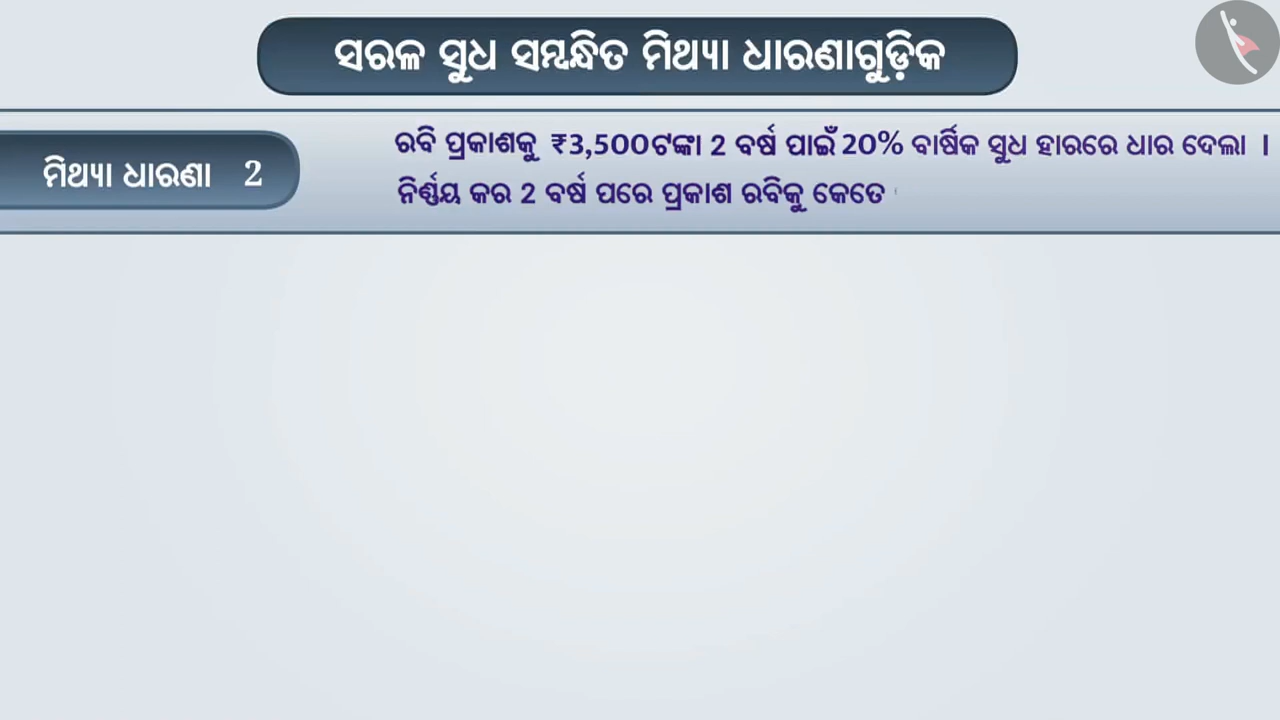 ସରଳ ସୁଧ ସମ୍ବନ୍ଧିତ ମିଥ୍ୟା ଧାରଣାଗୁଡ଼ିକ
ମିଥ୍ୟା ଧାରଣା 2
ରବି ପ୍ରକାଶକୁ ₹3,500ଟଙ୍କା 2 ବର୍ଷ ପାଇଁ 20% ବାର୍ଷିକ ସୁଧ ହାରରେ ଧାର ଦେଲା ।
ନିର୍ଣ୍ଣୟ କର 2 ବର୍ଷ ପରେ ପ୍ରକାଶ ରବିକୁ କେତେ